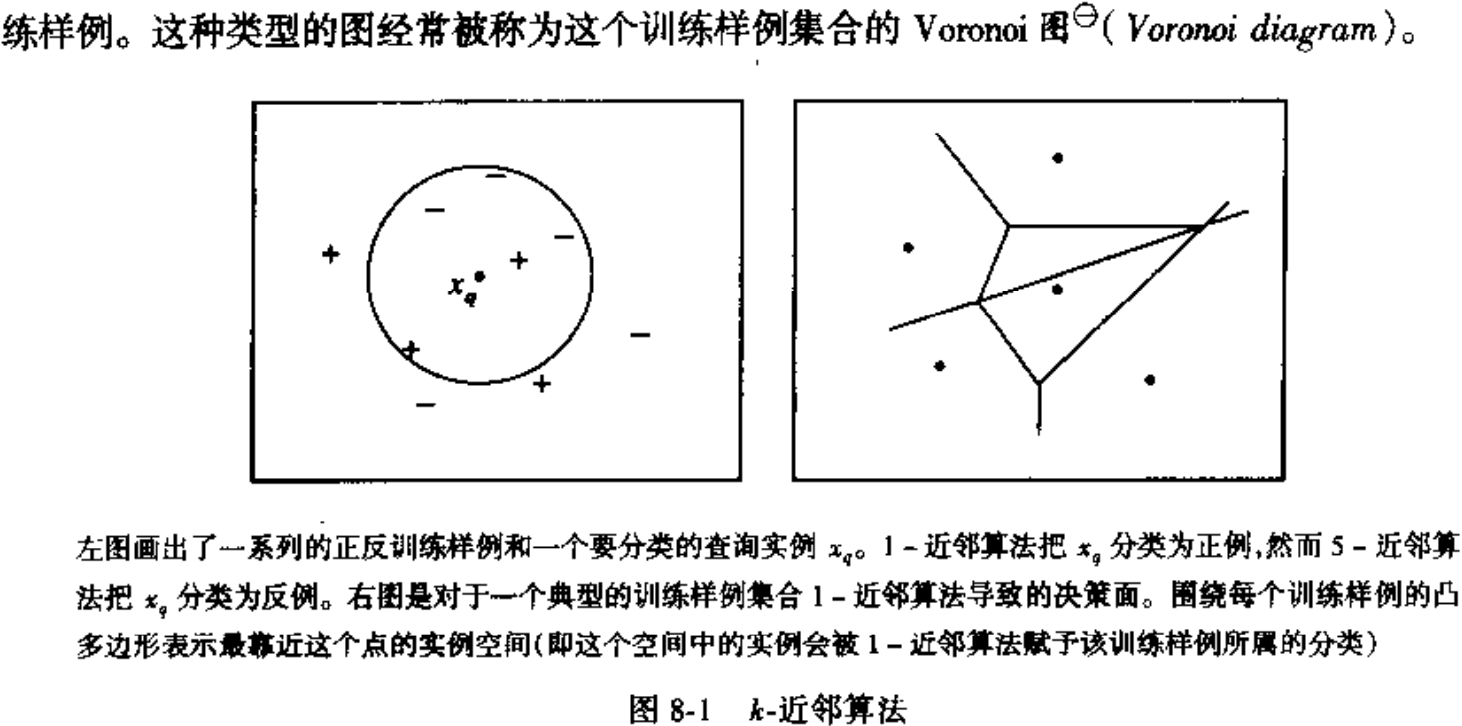 练样例。这种类型的图经常被称为这个训练样例集合的 Voronoi 图⊖( Voronoi diagram )。
−
−
−
+
+
x_q
−
+
+
−
左图画出了一系列的正反训练样例和一个要分类的查询实例 x_q。1 – 近邻算法把 x_q 分类为正例,然而 5 – 近邻算
法把 x_q 分类为反例。右图是对于一个典型的训练样例集合 1 – 近邻算法导致的决策面。围绕每个训练样例的凸
多边形表示最靠近这个点的实例空间(即这个空间中的实例会被 1 – 近邻算法赋予该训练样例所属的分类)
图 8-1 k-近邻算法